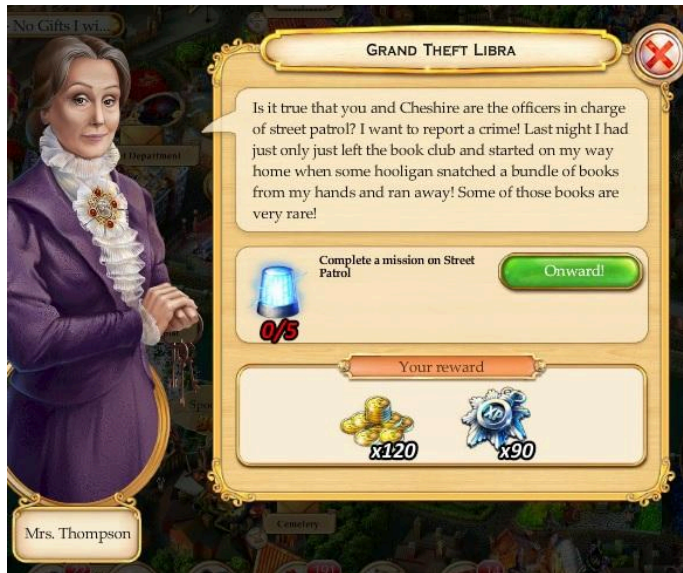 No Gifts I wi...
GRAND THEFT LIBRA
Is it true that you and Cheshire are the officers in charge
of street patrol? I want to report a crime! Last night I had
just only just left the book club and started on my way
home when some hooligan snatched a bundle of books
from my hands and ran away! Some of those books are
very rare!
Department
Complete a mission on Street
Patrol
Onward!
0/5
Your reward
XP
x120
x90
Mrs. Thompson
Cemetery